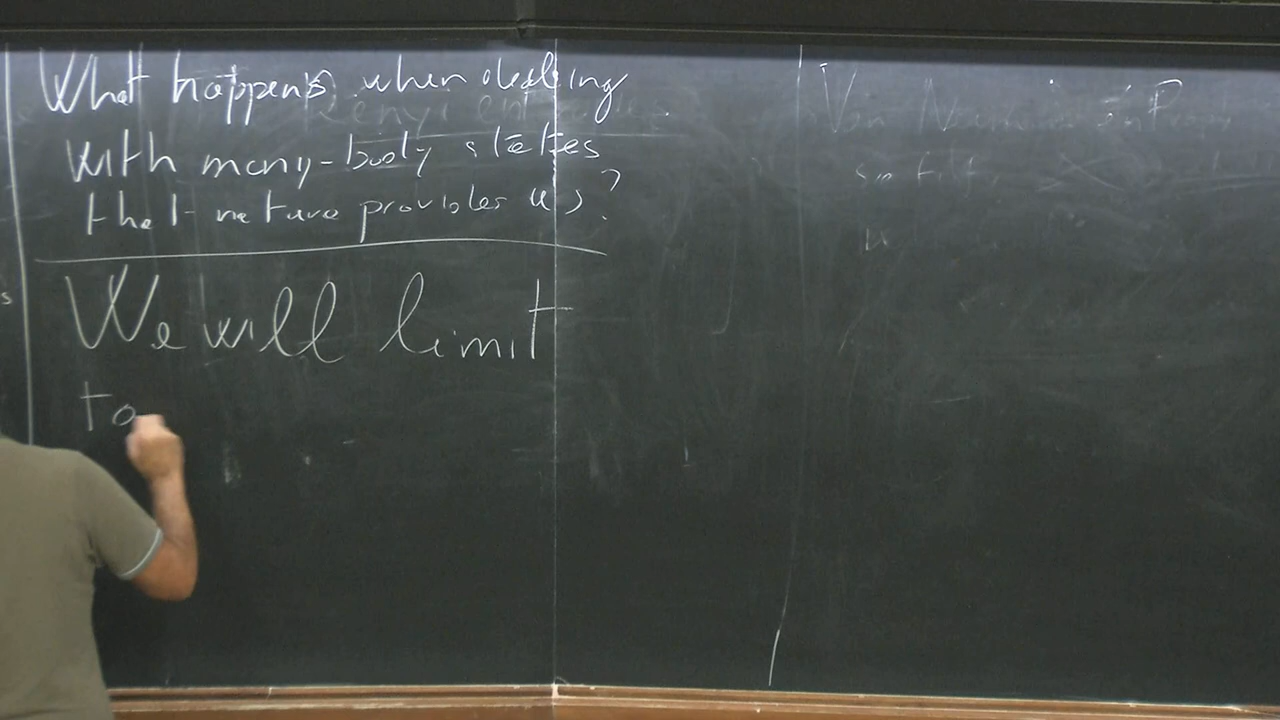 What happens when dealing
with many-body states
that nature provides us?
We will limit
to
s